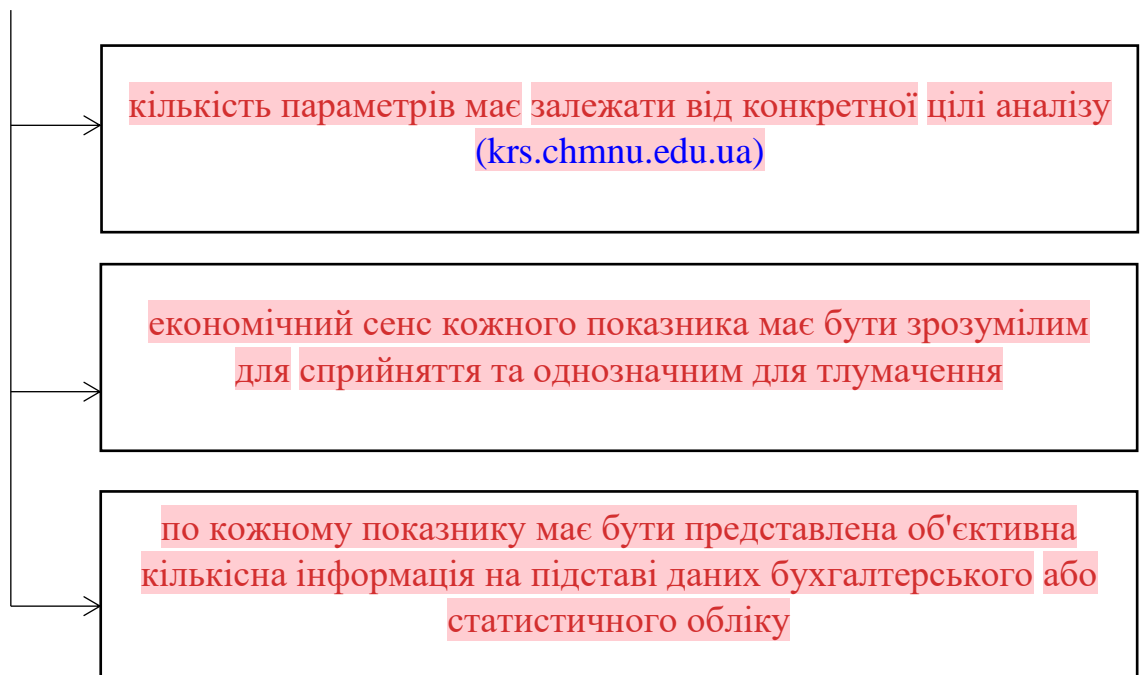 кількість параметрів має залежати від конкретної цілі аналізу
(krs.chmnu.edu.ua)
економічний сенс кожного показника має бути зрозумілим
для сприйняття та однозначним для тлумачення
по кожному показнику має бути представлена об'єктивна
кількісна інформація на підставі даних бухгалтерського або
статистичного обліку